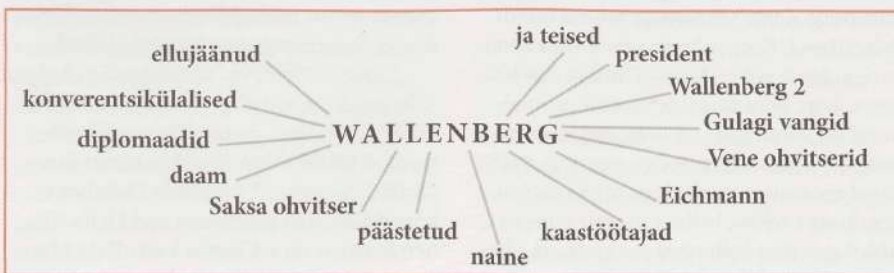 ja teised
ellujäänud
president
konverentsikülalised
Wallenberg 2
diplomaadid
WALLENBERG
Gulagi vangid
daam
Vene ohvitserid
Saksa ohvitser
Eichmann
päästetud
kaastöötajad
naine